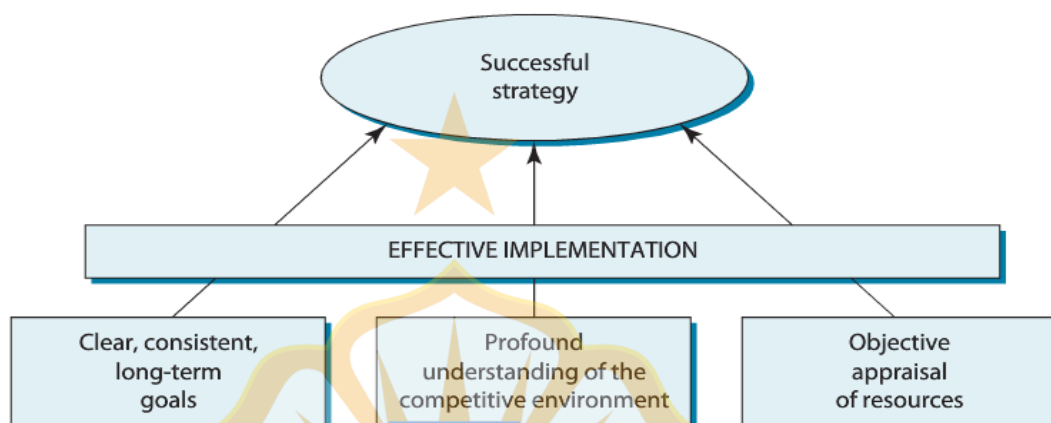 Successful
strategy
EFFECTIVE IMPLEMENTATION
Clear, consistent,
long-term
goals
Profound
understanding of the
competitive environment
Objective
appraisal
of resources